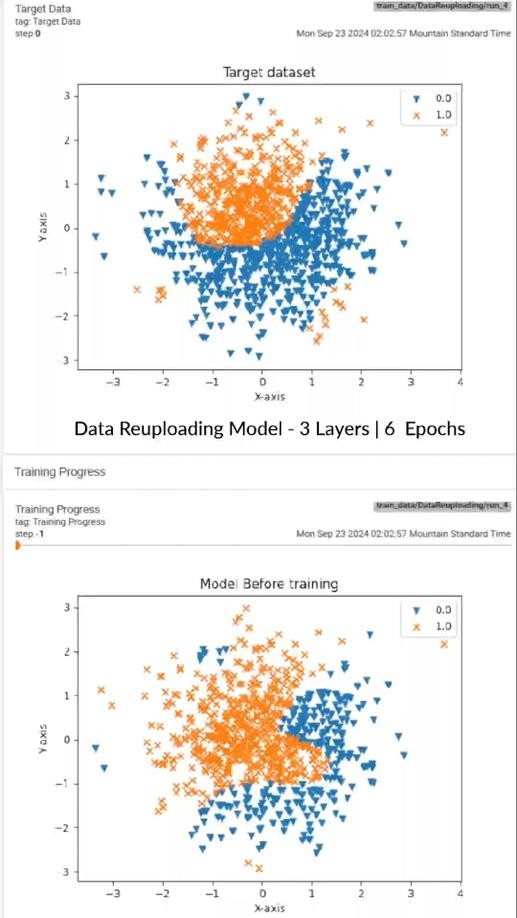 Target Data
train_data/DataReuploading/run_4
tag: Target Data
step 0
Mon Sep 23 2024 02:02:57 Mountain Standard Time
Target dataset
0.0
1.0
3
2
1
0
−1
−2
3
Y axis
−3 −2 −1 0 1 2 3 4
X-axis
Data Reuploading Model - 3 Layers | 6 Epochs
Training Progress
Training Progress
train_data/DataReuploading/run_4
tag: Training Progress
step -1
Mon Sep 23 2024 02:02:57 Mountain Standard Time
Model Before training
0.0
1.0
3
2
1
0
−1
−2
3
Y axis
−3 −2 −1 0 1 2 3 4
X-axis